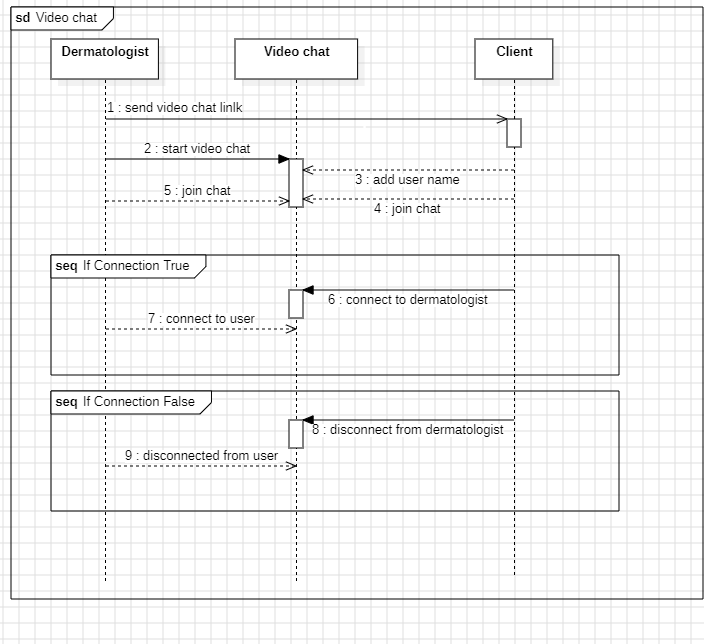 sd Video chat
Dermatologist
Video chat
Client
1 : send video chat linlk
2 : start video chat
3 : add user name
5 : join chat
4 : join chat
seq If Connection True
6 : connect to dermatologist
7 : connect to user
seq If Connection False
8 : disconnect from dermatologist
9 : disconnected from user